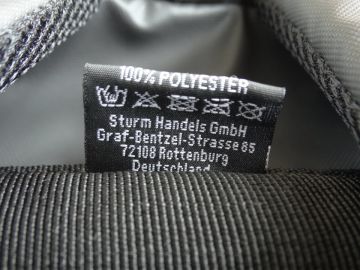 100% POLYESTER
Sturm Handels GmbH
Graf-Bentzel-Strasse 85
72108 Rottenburg
Deutschland